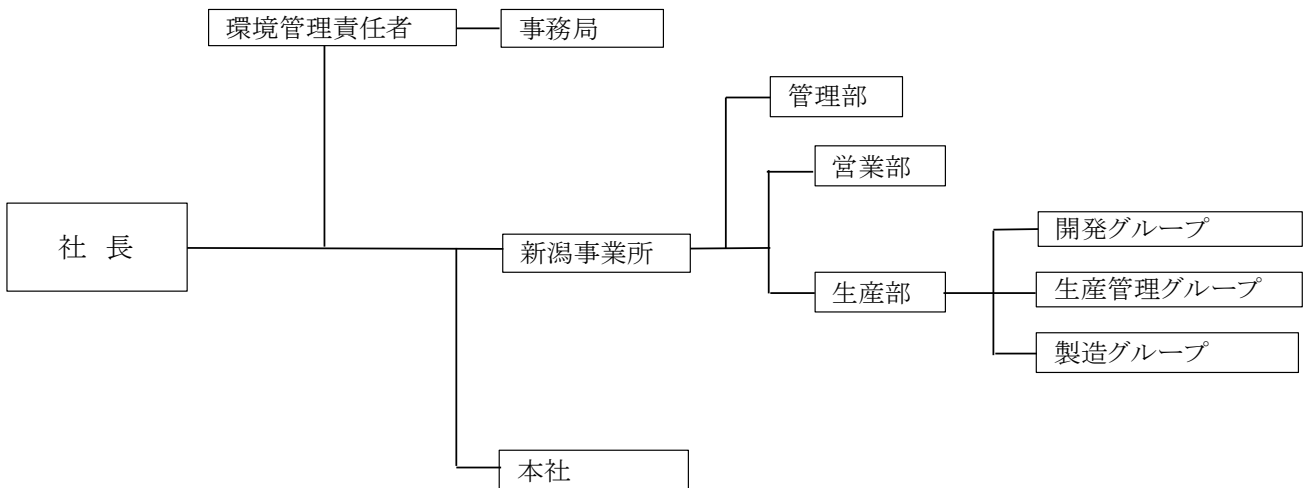 環境管理責任者
事務局
管理部
営業部
社 長
新潟事業所
開発グループ
生産部
生産管理グループ
製造グループ
本社